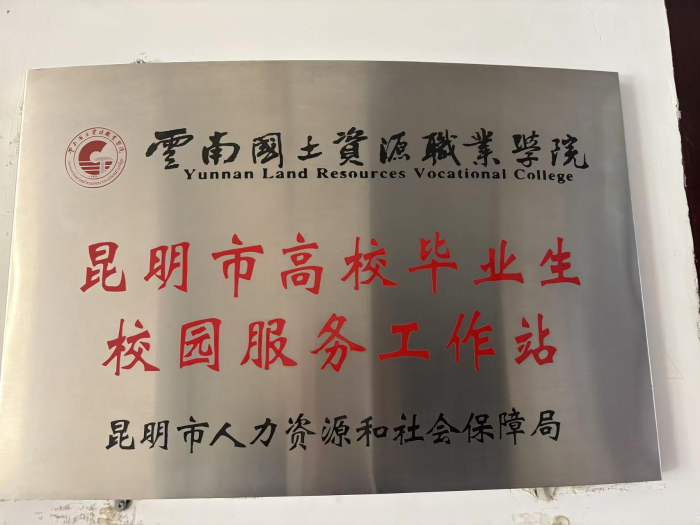 雲南國土資源職業學院
Yunnan Land Resources Vocational College
昆明市高校毕业生
校园服务工作站
昆明市人力资源和社会保障局